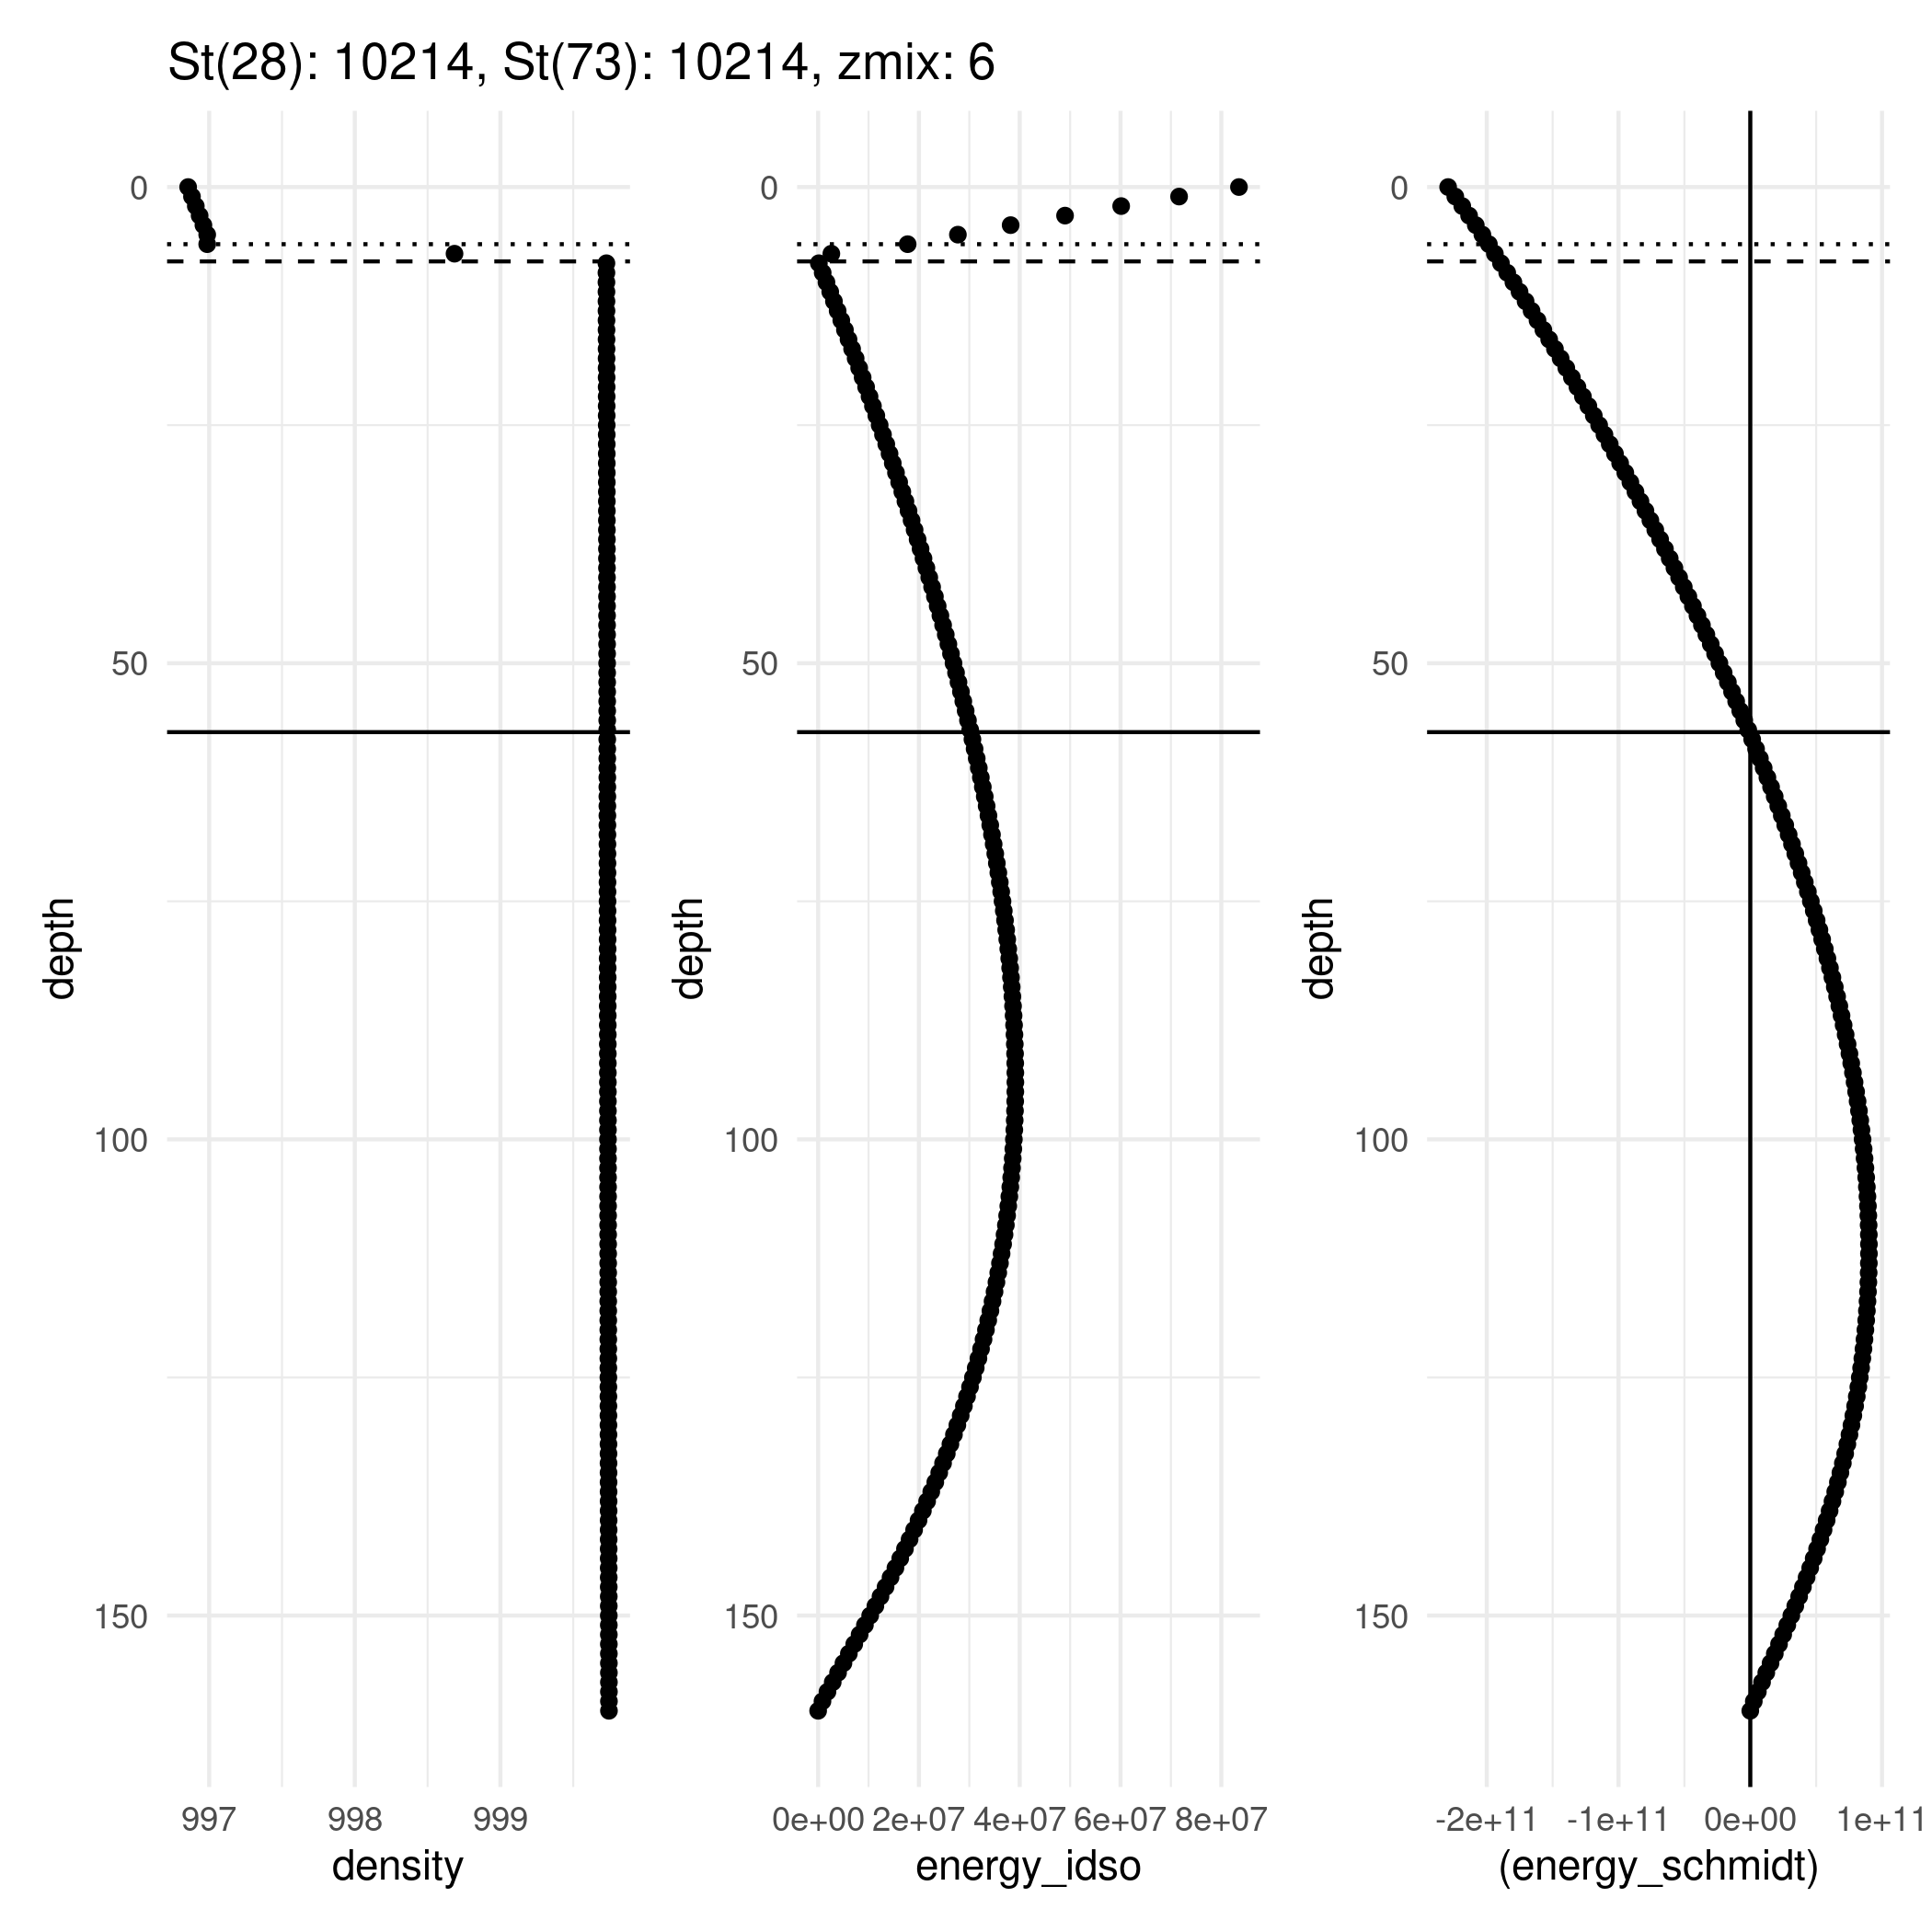 St(28): 10214, St(73): 10214, zmix: 6
0
50
100
150
depth
997 998 999
density
0
50
100
150
depth
0e+00 2e+07 4e+07 6e+07 8e+07
energy_idso
0
50
100
150
depth
-2e+11 -1e+11 0e+00 1e+11
(energy_schmidt)